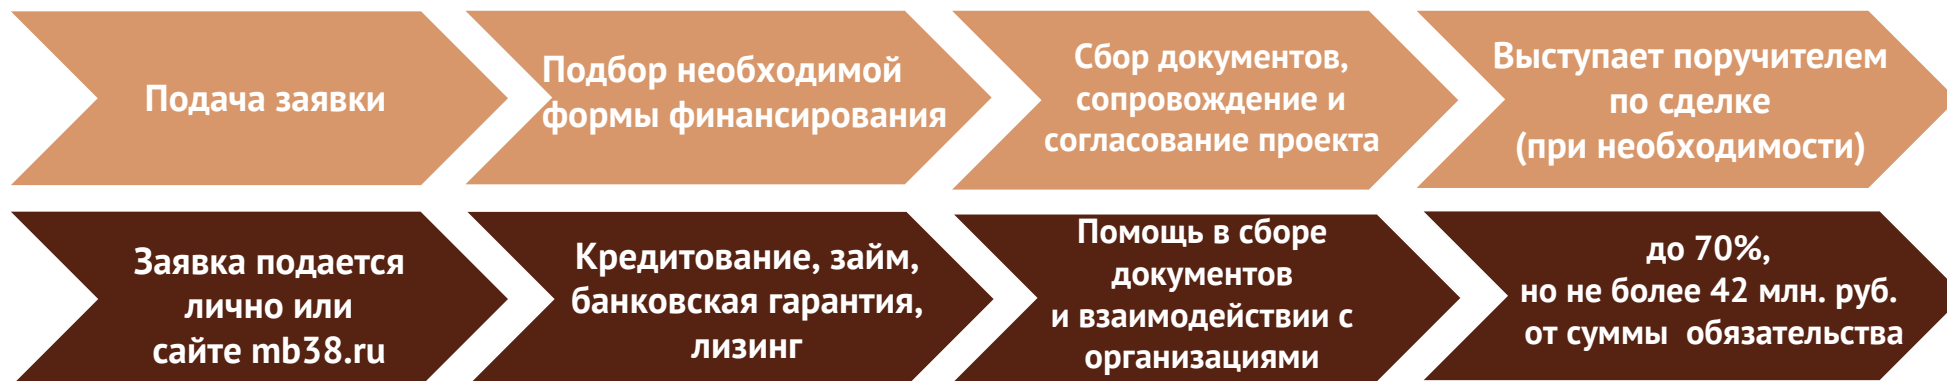 Подача заявки
Подбор необходимой
формы финансирования
Сбор документов,
сопровождение и
согласование проекта
Выступает поручителем
по сделке
(при необходимости)
Заявка подается
лично или
сайте mb38.ru
Кредитование, займ,
банковская гарантия,
лизинг
Помощь в сборе
документов
и взаимодействии с
организациями
до 70%,
но не более 42 млн. руб.
от суммы обязательства